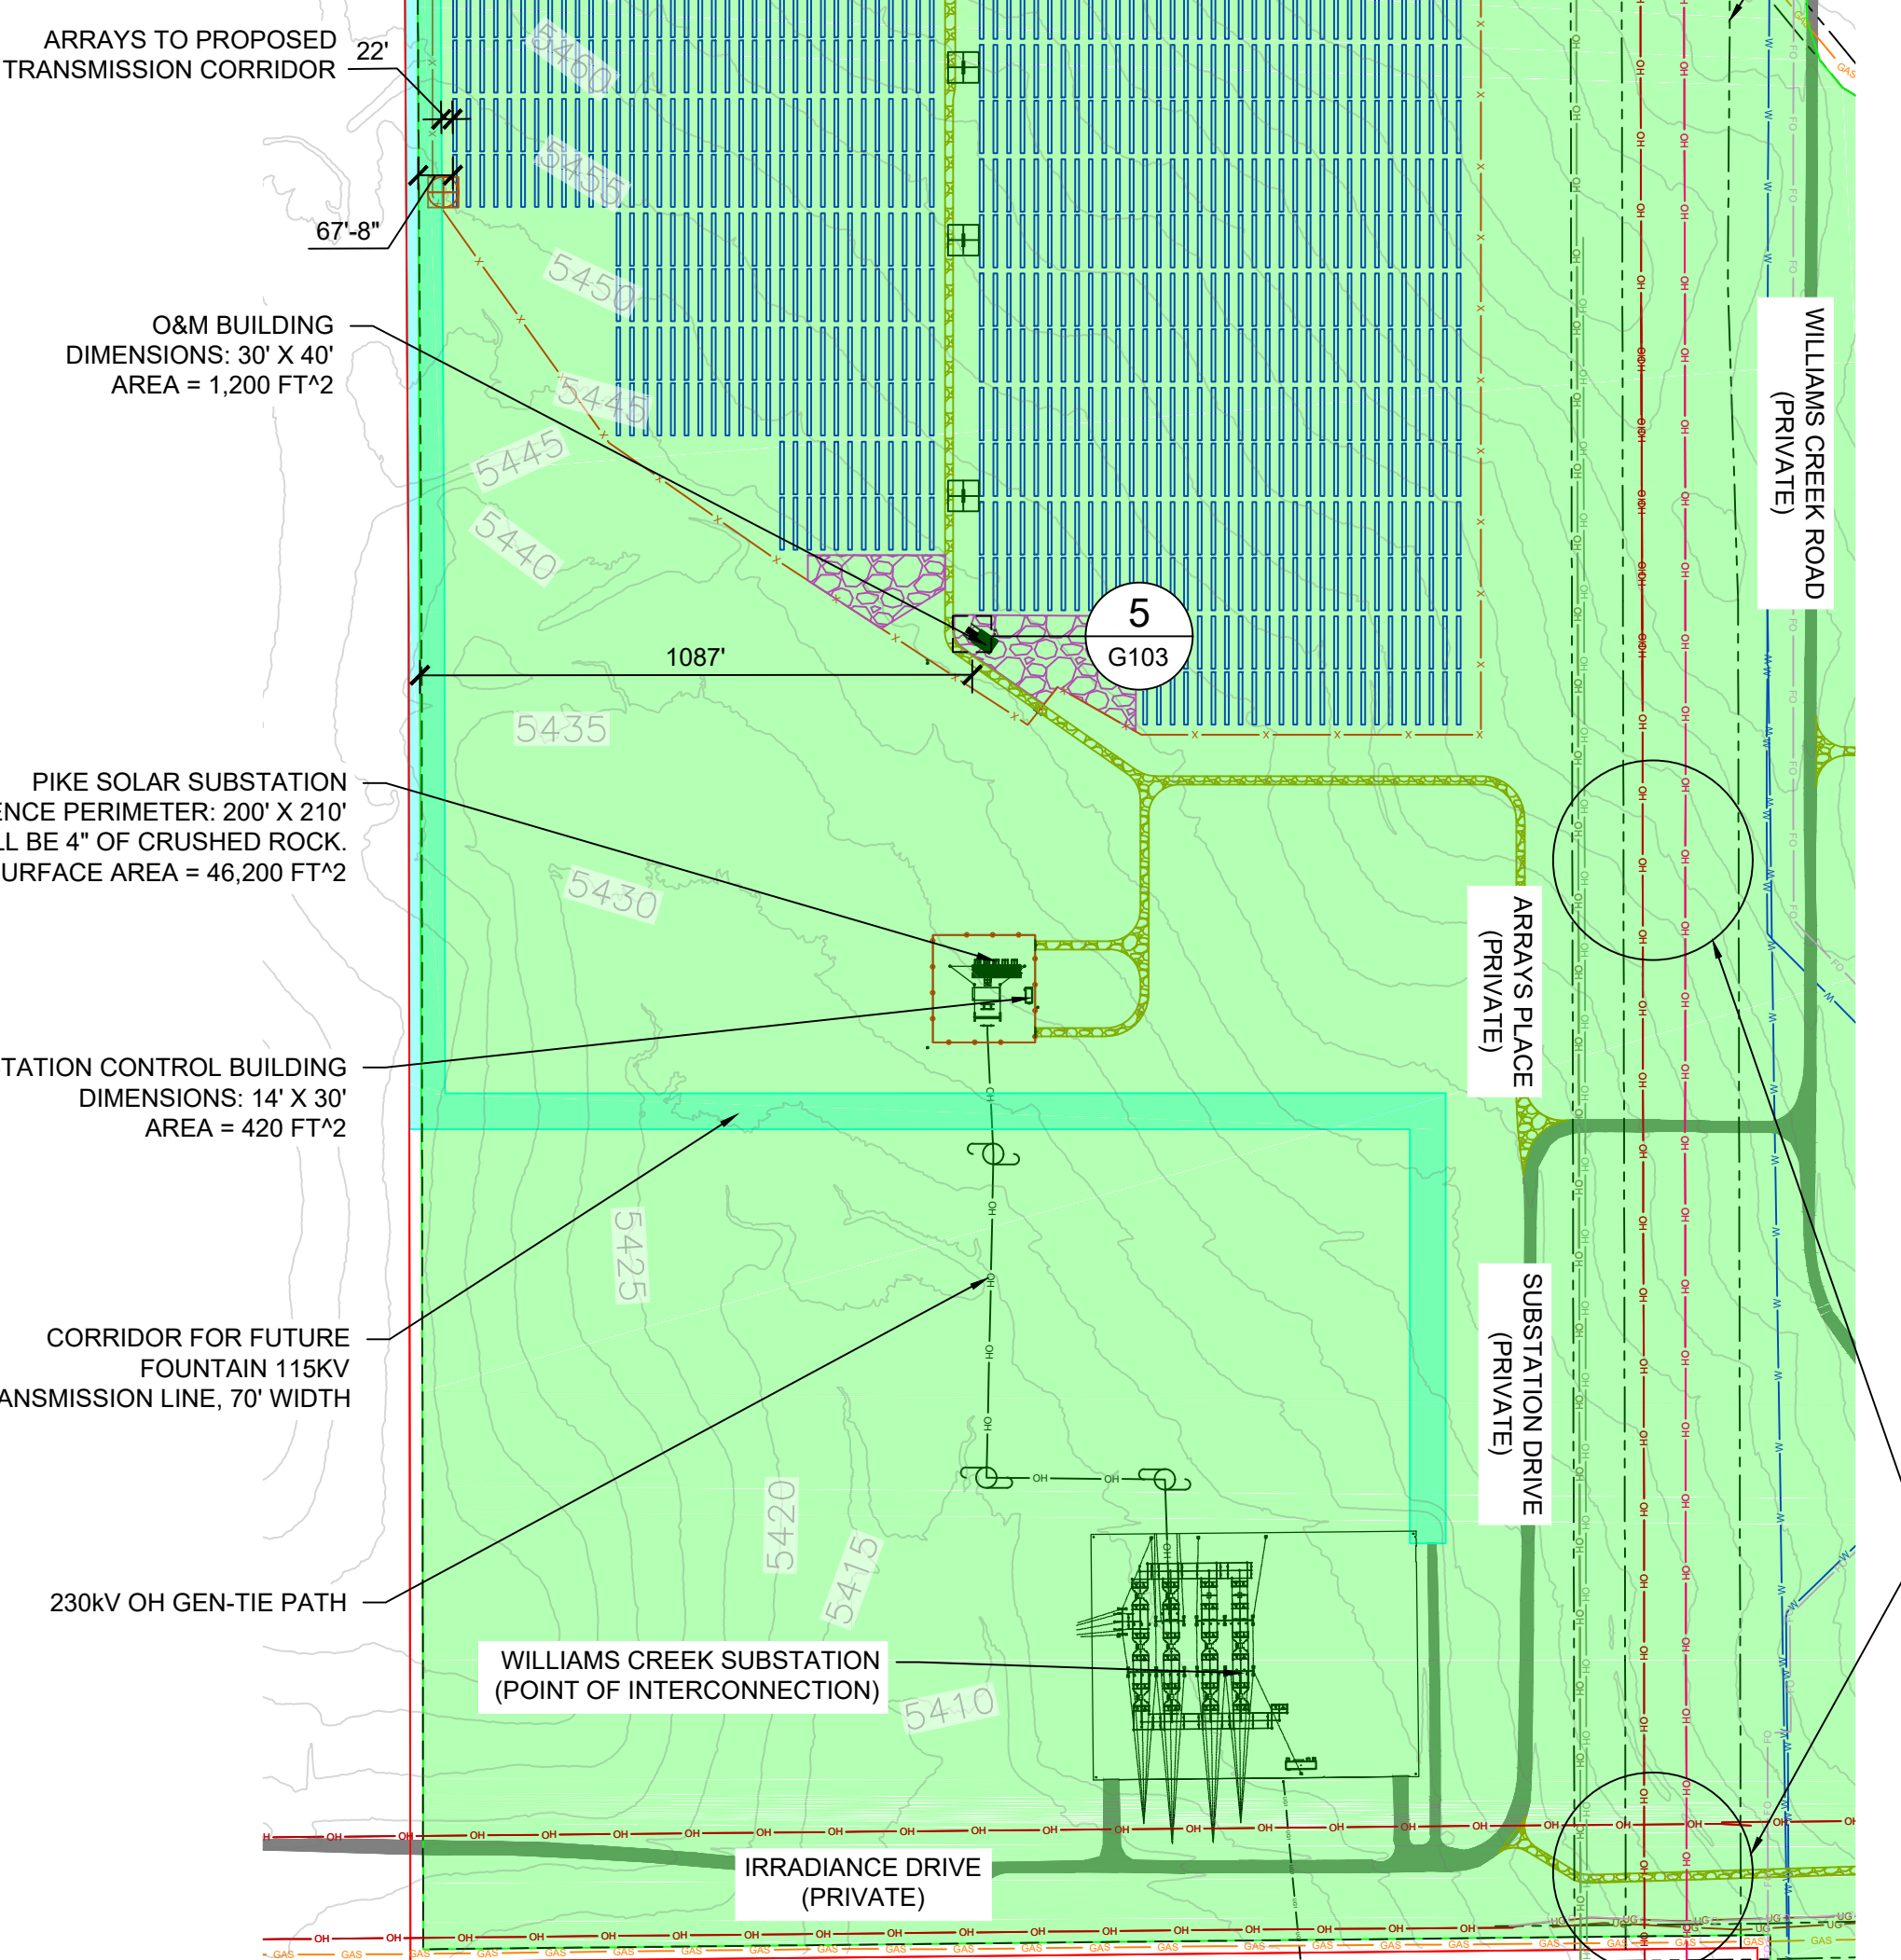 ARRAYS TO PROPOSED
TRANSMISSION CORRIDOR
22'
67'-8"
O&M BUILDING
DIMENSIONS: 30' X 40'
AREA = 1,200 FT^2
1087'
5
G103
PIKE SOLAR SUBSTATION
ENCE PERIMETER: 200' X 210'
LL BE 4" OF CRUSHED ROCK.
URFACE AREA = 46,200 FT^2
TATION CONTROL BUILDING
DIMENSIONS: 14' X 30'
AREA = 420 FT^2
CORRIDOR FOR FUTURE
FOUNTAIN 115KV
ANSMISSION LINE, 70' WIDTH
230kV OH GEN-TIE PATH
WILLIAMS CREEK SUBSTATION
(POINT OF INTERCONNECTION)
IRRADIANCE DRIVE
(PRIVATE)
WILLIAMS CREEK ROAD
(PRIVATE)
ARRAYS PLACE
(PRIVATE)
SUBSTATION DRIVE
(PRIVATE)
5460
5455
5450
5445
5445
5440
5435
5430
5425
5420
5415
5410
OH
GAS
UG
W
FO
X